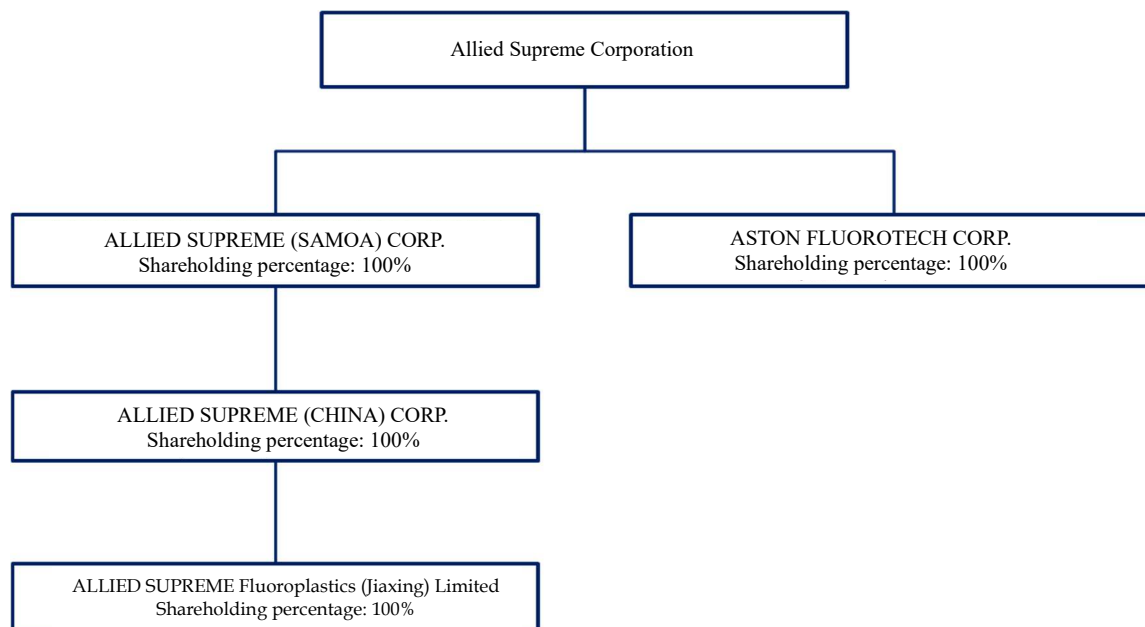 Allied Supreme Corporation
ALLIED SUPREME (SAMOA) CORP.
Shareholding percentage: 100%
ASTON FLUOROTECH CORP.
Shareholding percentage: 100%
ALLIED SUPREME (CHINA) CORP.
Shareholding percentage: 100%
ALLIED SUPREME Fluoroplastics (Jiaxing) Limited
Shareholding percentage: 100%